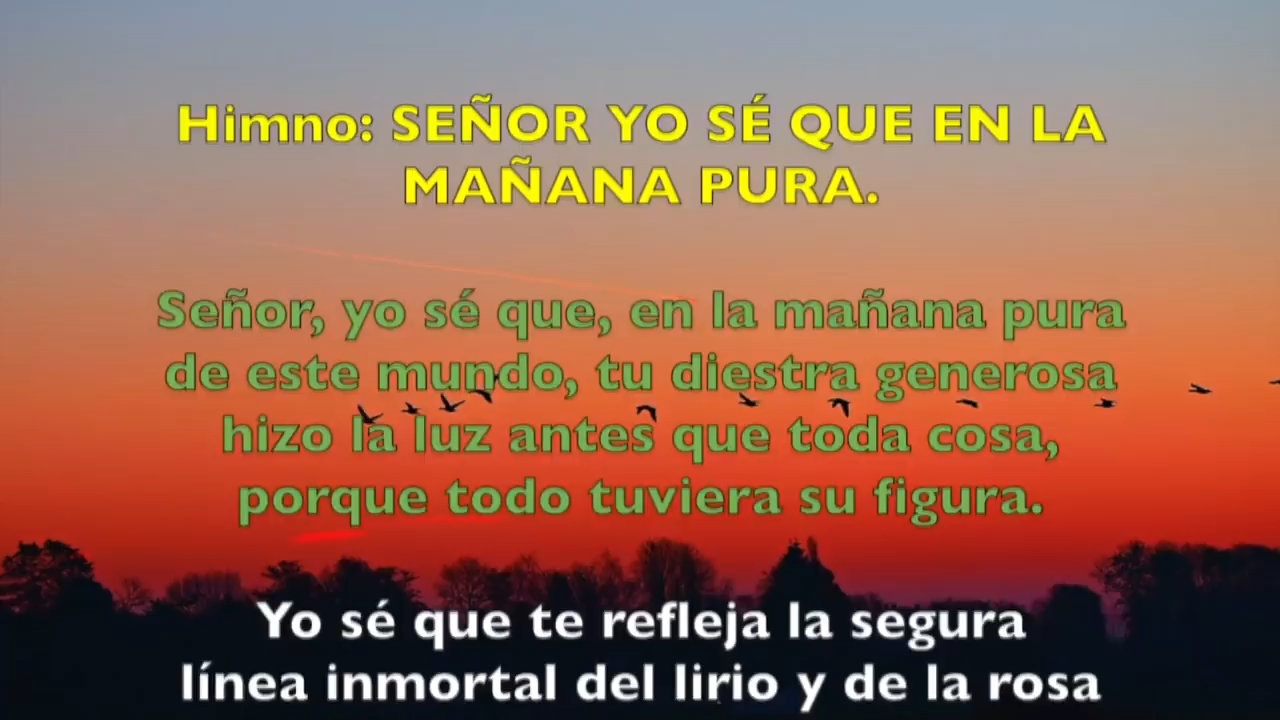 Himno: SEÑOR YO SÉ QUE EN LA
MAÑANA PURA.
Señor, yo sé que, en la mañana pura
de este mundo, tu diestra generosa
hizo la luz antes que toda cosa,
porque todo tuviera su figura.
Yo sé que te refleja la segura
línea inmortal del lirio y de la rosa